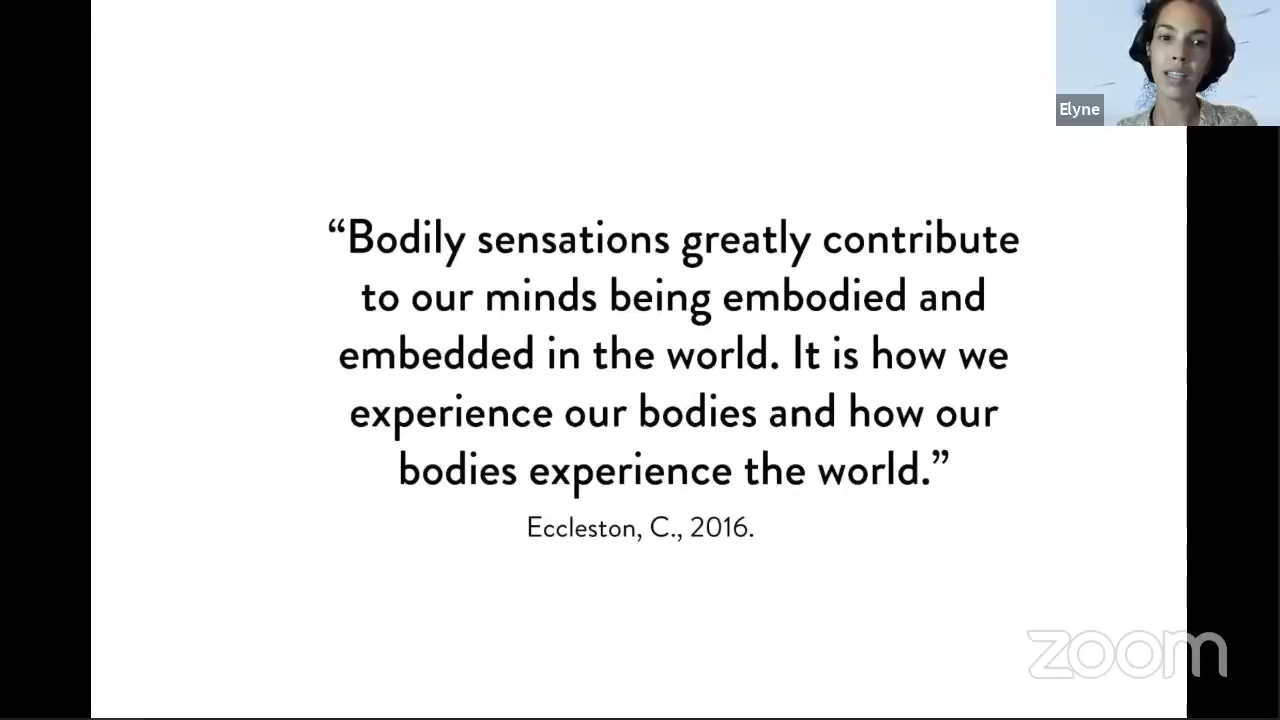 Elyne
“Bodily sensations greatly contribute
to our minds being embodied and
embedded in the world. It is how we
experience our bodies and how our
bodies experience the world.”
Eccleston, C., 2016.
zoom